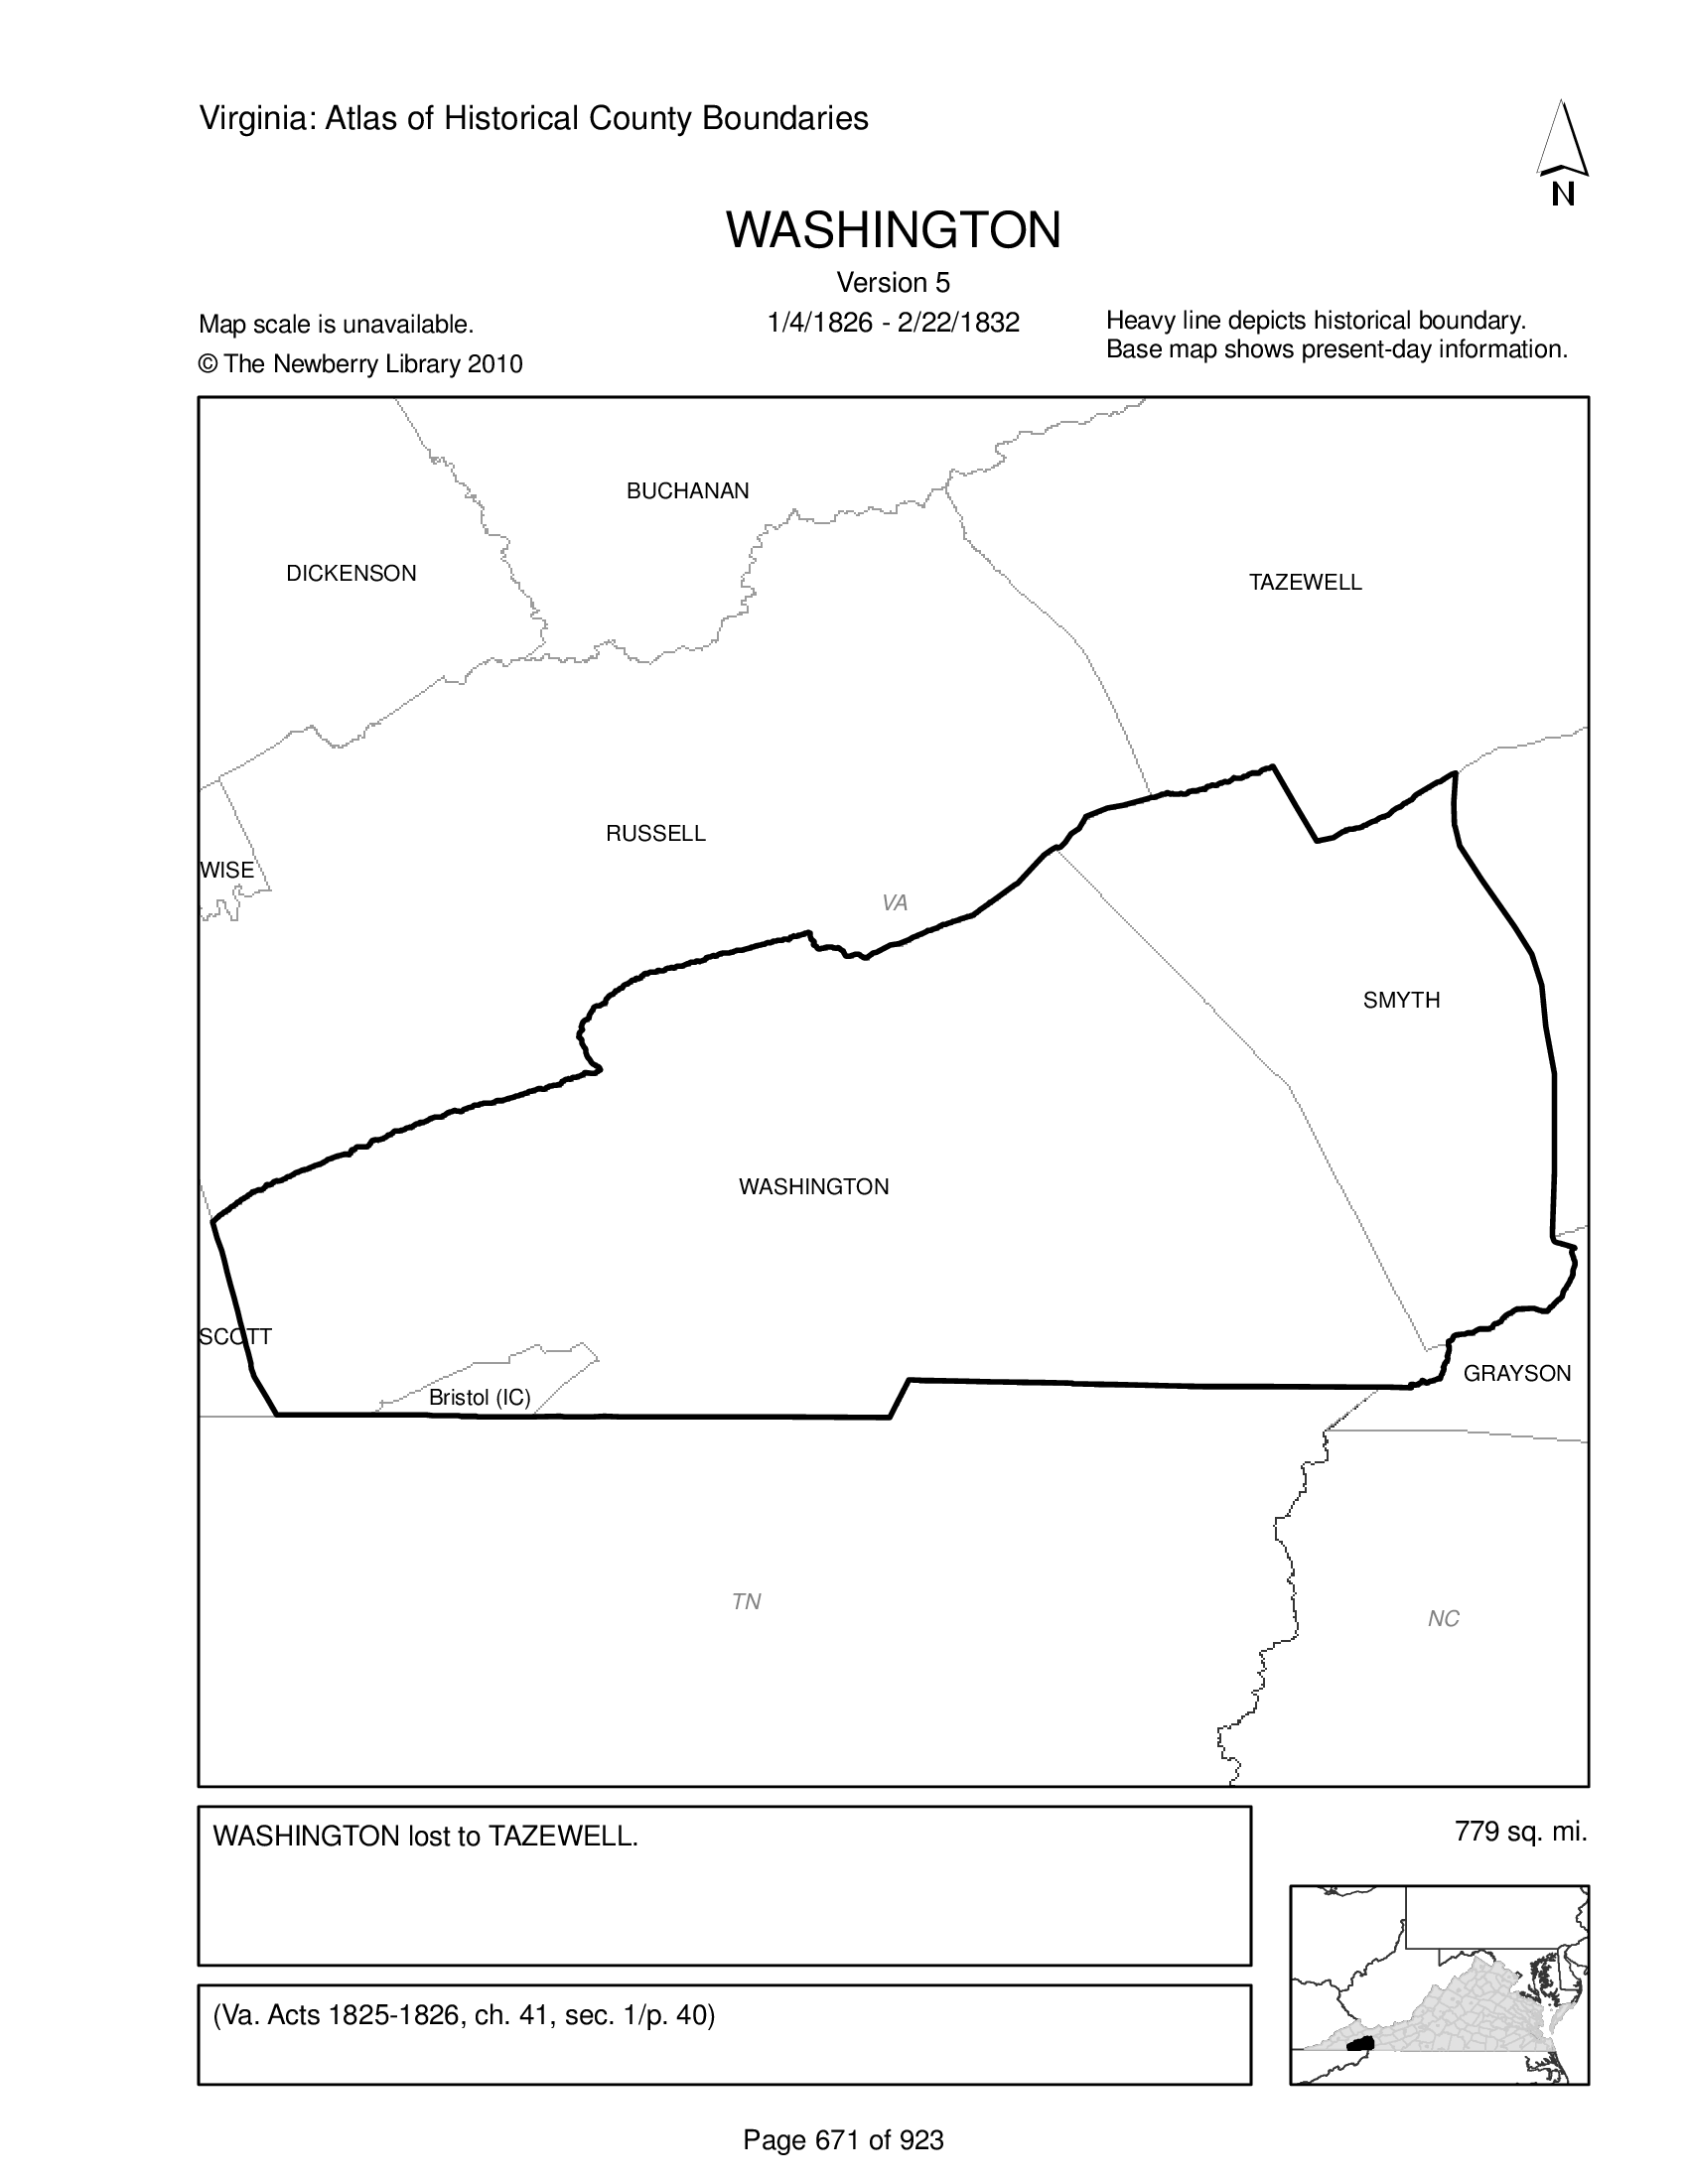 Virginia: Atlas of Historical County Boundaries
N
WASHINGTON
Version 5
1/4/1826 - 2/22/1832
Map scale is unavailable.
© The Newberry Library 2010
Heavy line depicts historical boundary.
Base map shows present-day information.
BUCHANAN
DICKENSON
TAZEWELL
RUSSELL
WISE
VA
SMYTH
WASHINGTON
SCOTT
GRAYSON
Bristol (IC)
TN
NC
WASHINGTON lost to TAZEWELL.
779 sq. mi.
(Va. Acts 1825-1826, ch. 41, sec. 1/p. 40)
Page 671 of 923